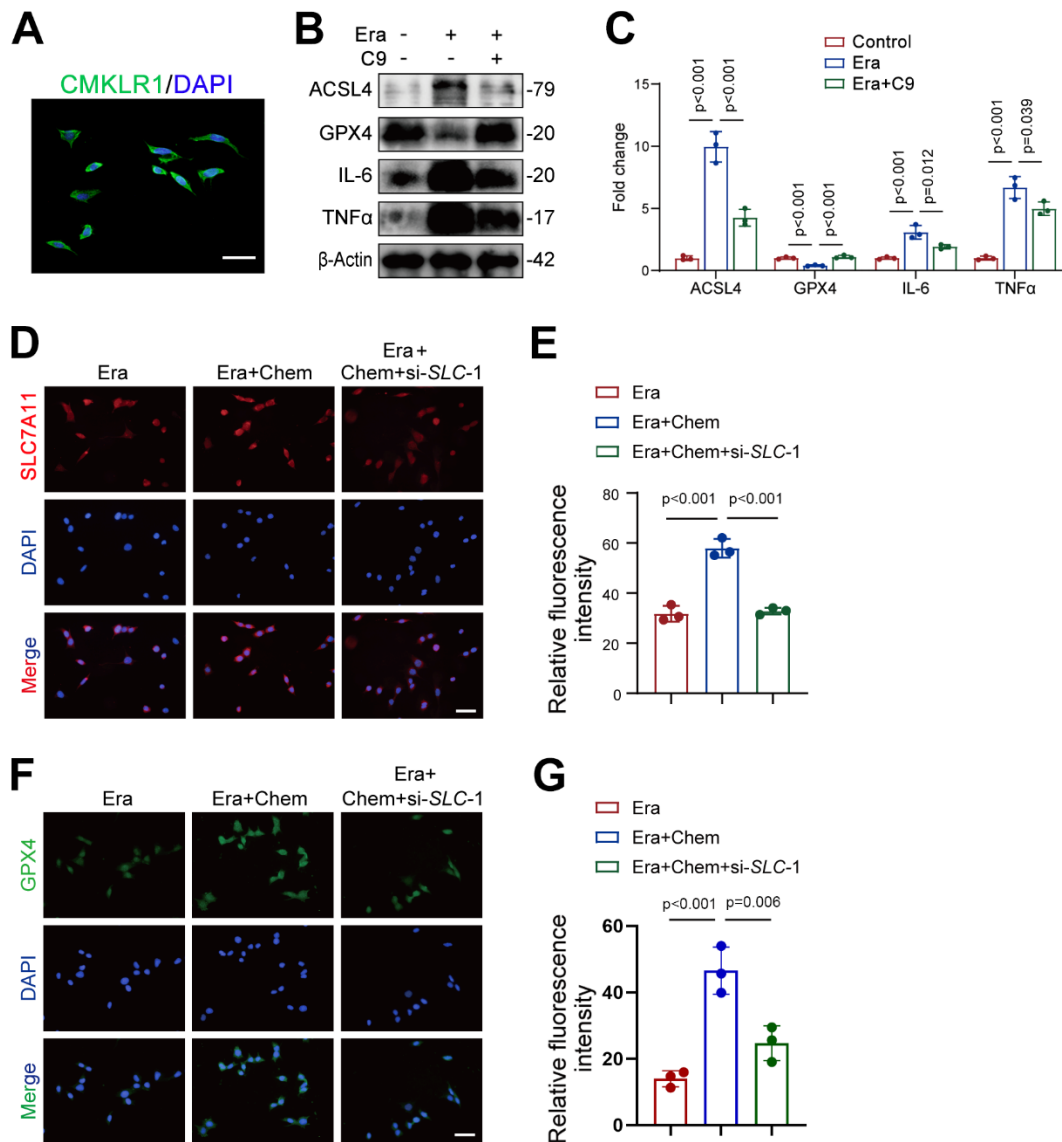 A
CMKLR1/DAPI
B
Era - + +
C9 - - +
ACSL4 -79
GPX4 -20
IL-6 -20
TNFα -17
β-Actin -42
C
Control
Era
Era+C9
Fold change
15
10
5
0
p<0.001 p<0.001
p<0.001 p<0.001
p<0.001 p=0.012
p<0.001 p=0.039
ACSL4 GPX4 IL-6 TNFα
D
Era Era+Chem Era+
Chem+si-SLC-1
SLC7A11
DAPI
Merge
E
Era
Era+Chem
Era+Chem+si-SLC-1
Relative fluorescence
intensity
80
60
40
20
0
p<0.001 p<0.001
F
Era Era+Chem Era+
Chem+si-SLC-1
GPX4
DAPI
Merge
G
Era
Era+Chem
Era+Chem+si-SLC-1
Relative fluorescence
intensity
60
40
20
0
p<0.001 p=0.006